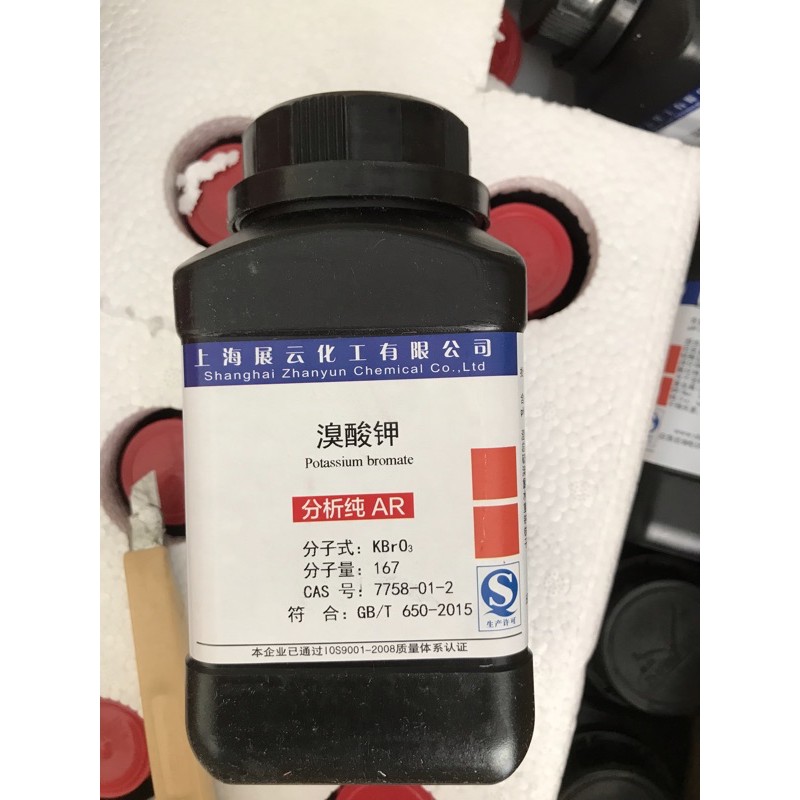 上海展云化工有限公司
Shanghai Zhanyun Chemical Co.,Ltd
溴酸钾
Potassium bromate
分析纯 AR
分子式: KBrO₃
分子量: 167
CAS 号: 7758-01-2
符 合: GB/T 650-2015
生产许可
本企业已通过IOS9001-2008质量体系认证